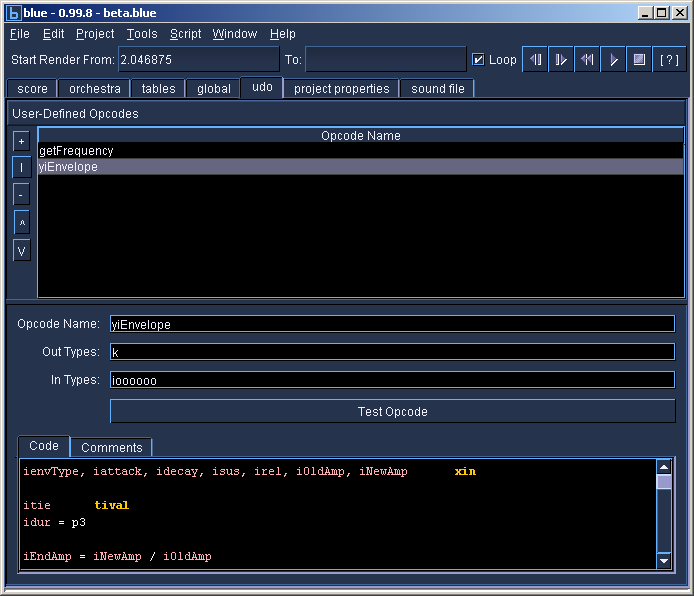 blue - 0.99.8 - beta.blue
File Edit Project Tools Script Window Help
Start Render From: 2.046875 To: Loop [ ? ]
score orchestra tables global udo project properties sound file
User-Defined Opcodes
+ Opcode Name
getFrequency
I yiEnvelope
-
^
V
Opcode Name: yiEnvelope
Out Types: k
In Types: ioooooo
Test Opcode
Code Comments
ienvType, iattack, idecay, isus, irel, iOldAmp, iNewAmp xin
itie tival
idur = p3
iEndAmp = iNewAmp / iOldAmp